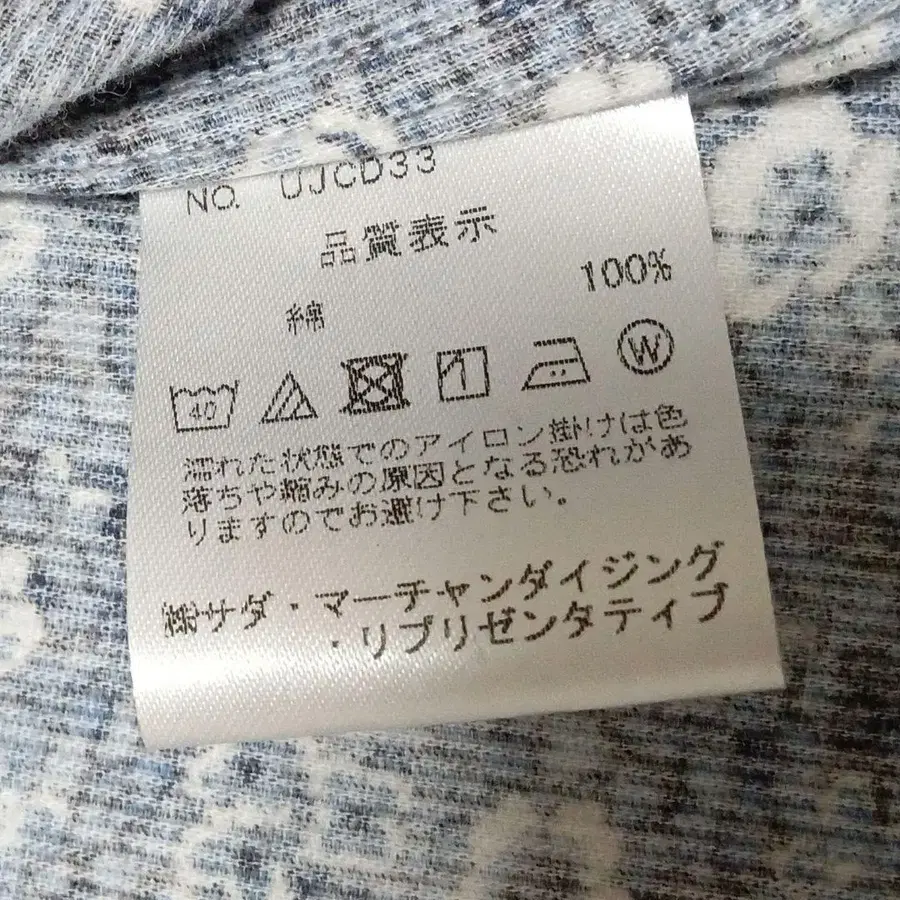 NO. UJCD33
品質表示
綿 100%
40 W
濡れた状態でのアイロン掛けは色
落ちや縮みの原因となる恐れがあ
りますのでお避け下さい。
㈱サダ・マーチャンダイジング
・リプリゼンタティブ